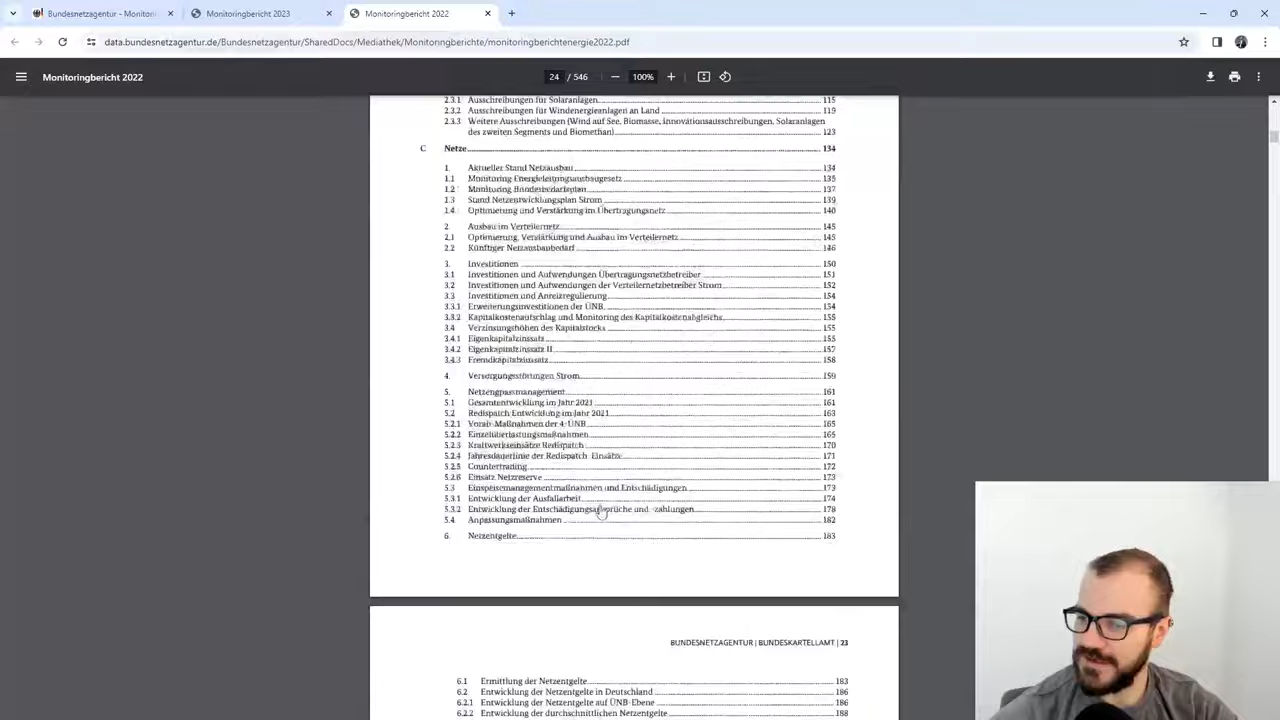 Bundesnetzagentur - Monitorin
Monitoringbericht 2023
Monitoringbericht 2022
data.bundesnetzagentur.de/Bundesnetzagentur/SharedDocs/Mediathek/Monitoringberichte/monitoringberichtenergie2022.pdf
Monitoringbericht 2022
24 / 546
100%
2.3.1 Ausschreibungen für Solaranlagen 115
2.3.2 Ausschreibungen für Windenergieanlagen an Land 119
2.3.3 Weitere Ausschreibungen (Wind auf See, Biomasse, Innovationsausschreibungen, Solaranlagen
des zweiten Segments und Biomethan) 123
C Netze 134
1. Aktueller Stand Netzausbau 134
1.1 Monitoring Energieleitungsausbaugesetz 135
1.2 Monitoring Bundesbedarfsplan 137
1.3 Stand Netzentwicklungsplan Strom 139
1.4 Optimierung und Verstärkung im Übertragungsnetz 140
2. Ausbau im Verteilernetz 145
2.1 Optimierung, Verstärkung und Ausbau im Verteilernetz 145
2.2 Künftiger Netzausbaubedarf 146
3. Investitionen 150
3.1 Investitionen und Aufwendungen Übertragungsnetzbetreiber 151
3.2 Investitionen und Aufwendungen der Verteilernetzbetreiber Strom 152
3.3 Investitionen und Anreizregulierung 154
3.3.1 Erweiterungsinvestitionen der ÜNB 154
3.3.2 Kapitalkostenaufschlag und Monitoring des Kapitalkostenabgleichs 155
3.4 Verzinsungshöhen des Kapitalstocks 155
3.4.1 Eigenkapitalzinssatz 155
3.4.2 Eigenkapitalzinssatz II 157
3.4.3 Fremdkapitalzinssatz 158
4. Versorgungsstörungen Strom 159
5. Netzengpassmanagement 161
5.1 Gesamtentwicklung im Jahr 2021 161
5.2 Redispatch Entwicklung im Jahr 2021 163
5.2.1 Vorab-Maßnahmen der 4-ÜNB 165
5.2.2 Einzelüberlastungsmaßnahmen 165
5.2.3 Kraftwerkseinsätze Redispatch 170
5.2.4 Jahresdauerlinie der Redispatch-Einsätze 171
5.2.5 Countertrading 172
5.2.6 Einsatz Netzreserve 173
5.3 Einspeisemanagementmaßnahmen und Entschädigungen 173
5.3.1 Entwicklung der Ausfallarbeit 174
5.3.2 Entwicklung der Entschädigungsansprüche und -zahlungen 178
5.4 Anpassungsmaßnahmen 182
6. Netzentgelte 183
BUNDESNETZAGENTUR | BUNDESKARTELLAMT | 23
6.1 Ermittlung der Netzentgelte 183
6.2 Entwicklung der Netzentgelte in Deutschland 186
6.2.1 Entwicklung der Netzentgelte auf ÜNB-Ebene 186
6.2.2 Entwicklung der durchschnittlichen Netzentgelte 188